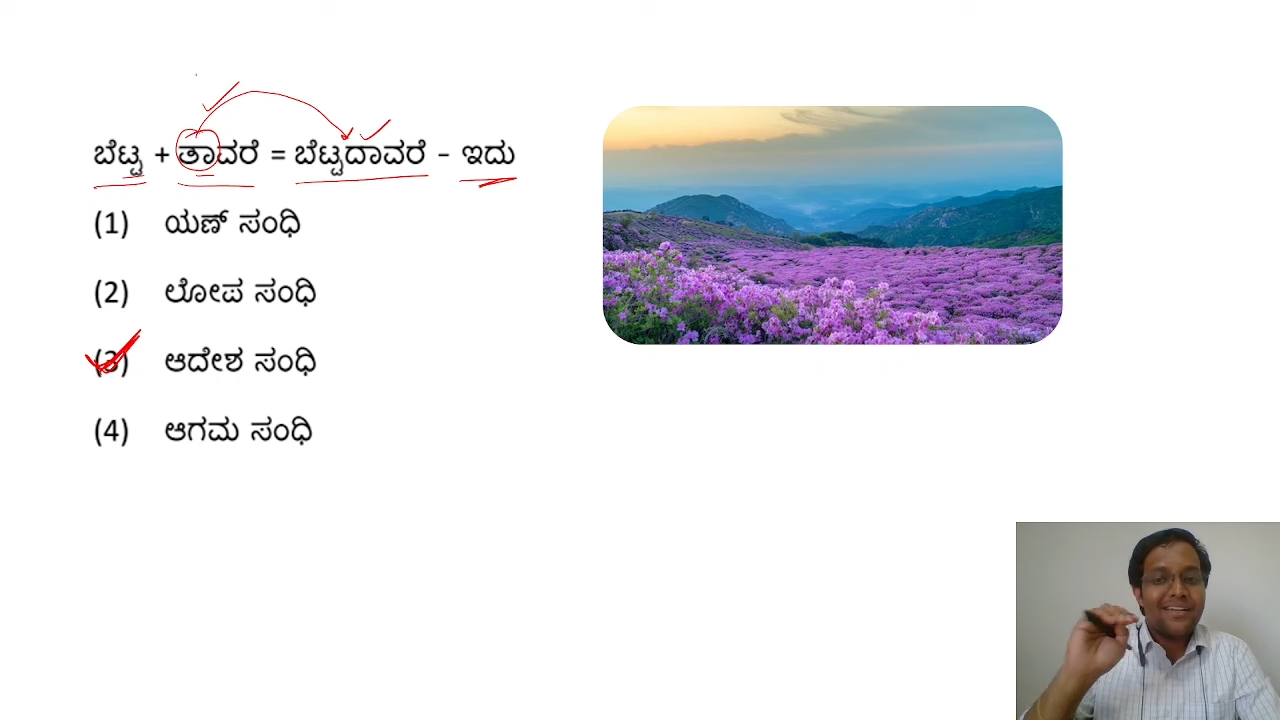 ಬೆಟ್ಟ + ತಾವರೆ = ಬೆಟ್ಟದಾವರೆ - ಇದು
(1) ಯಣ್ ಸಂಧಿ
(2) ಲೋಪ ಸಂಧಿ
(3) ಆದೇಶ ಸಂಧಿ
(4) ಆಗಮ ಸಂಧಿ